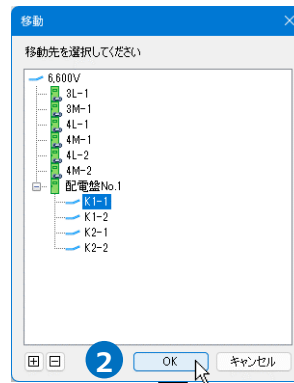 移動
移動先を選択してください
6,600V
3L-1
3M-1
4L-1
4M-1
4L-2
4M-2
配電盤No.1
K1-1
K1-2
K2-1
K2-2
2
OK
キャンセル